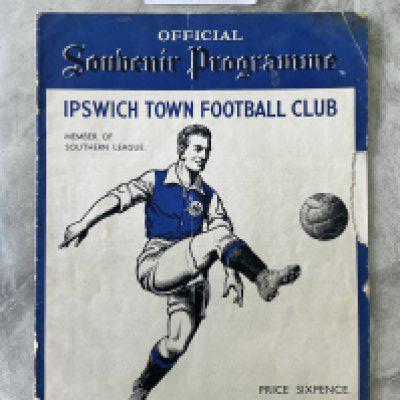 OFFICIAL
Souvenir Programme
IPSWICH TOWN FOOTBALL CLUB
MEMBER OF
SOUTHERN LEAGUE.
PRICE SIXPENCE